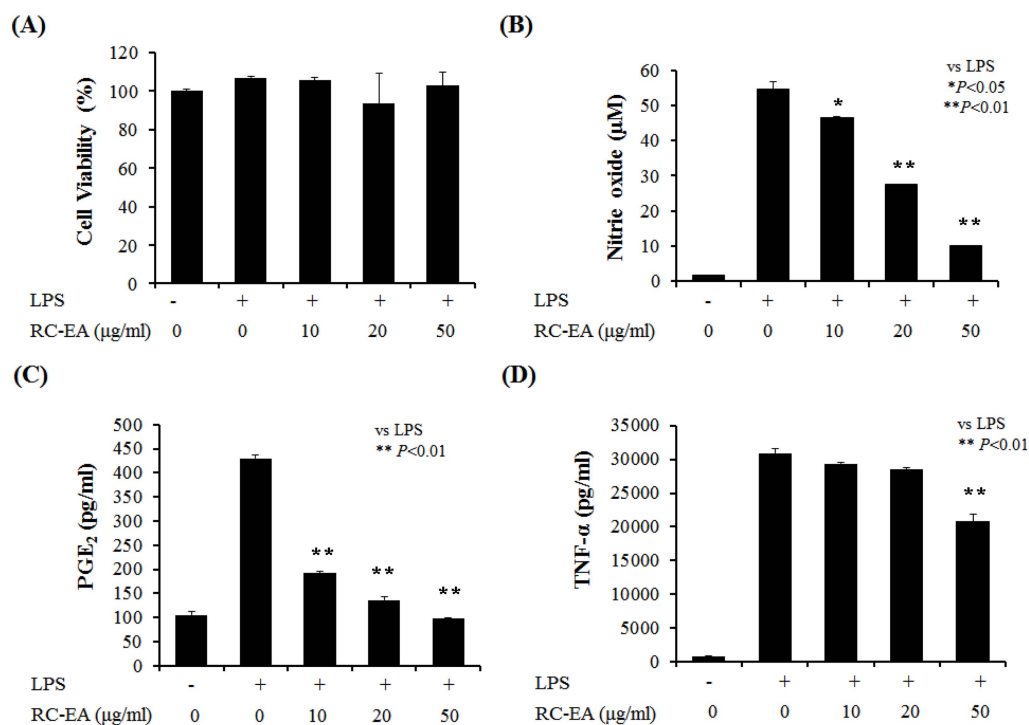 (A)
Cell Viability (%)
120
100
80
60
40
20
0
LPS - + + + +
RC-EA (μg/ml) 0 0 10 20 50
(B)
Nitrie oxide (μM)
60
50
40
30
20
10
0
vs LPS
*P<0.05
**P<0.01
*
**
**
LPS - + + + +
RC-EA (μg/ml) 0 0 10 20 50
(C)
PGE2 (pg/ml)
500
450
400
350
300
250
200
150
100
50
0
vs LPS
** P<0.01
**
**
**
LPS - + + + +
RC-EA (μg/ml) 0 0 10 20 50
(D)
TNF-α (pg/ml)
35000
30000
25000
20000
15000
10000
5000
0
vs LPS
** P<0.01
**
LPS - + + + +
RC-EA (μg/ml) 0 0 10 20 50